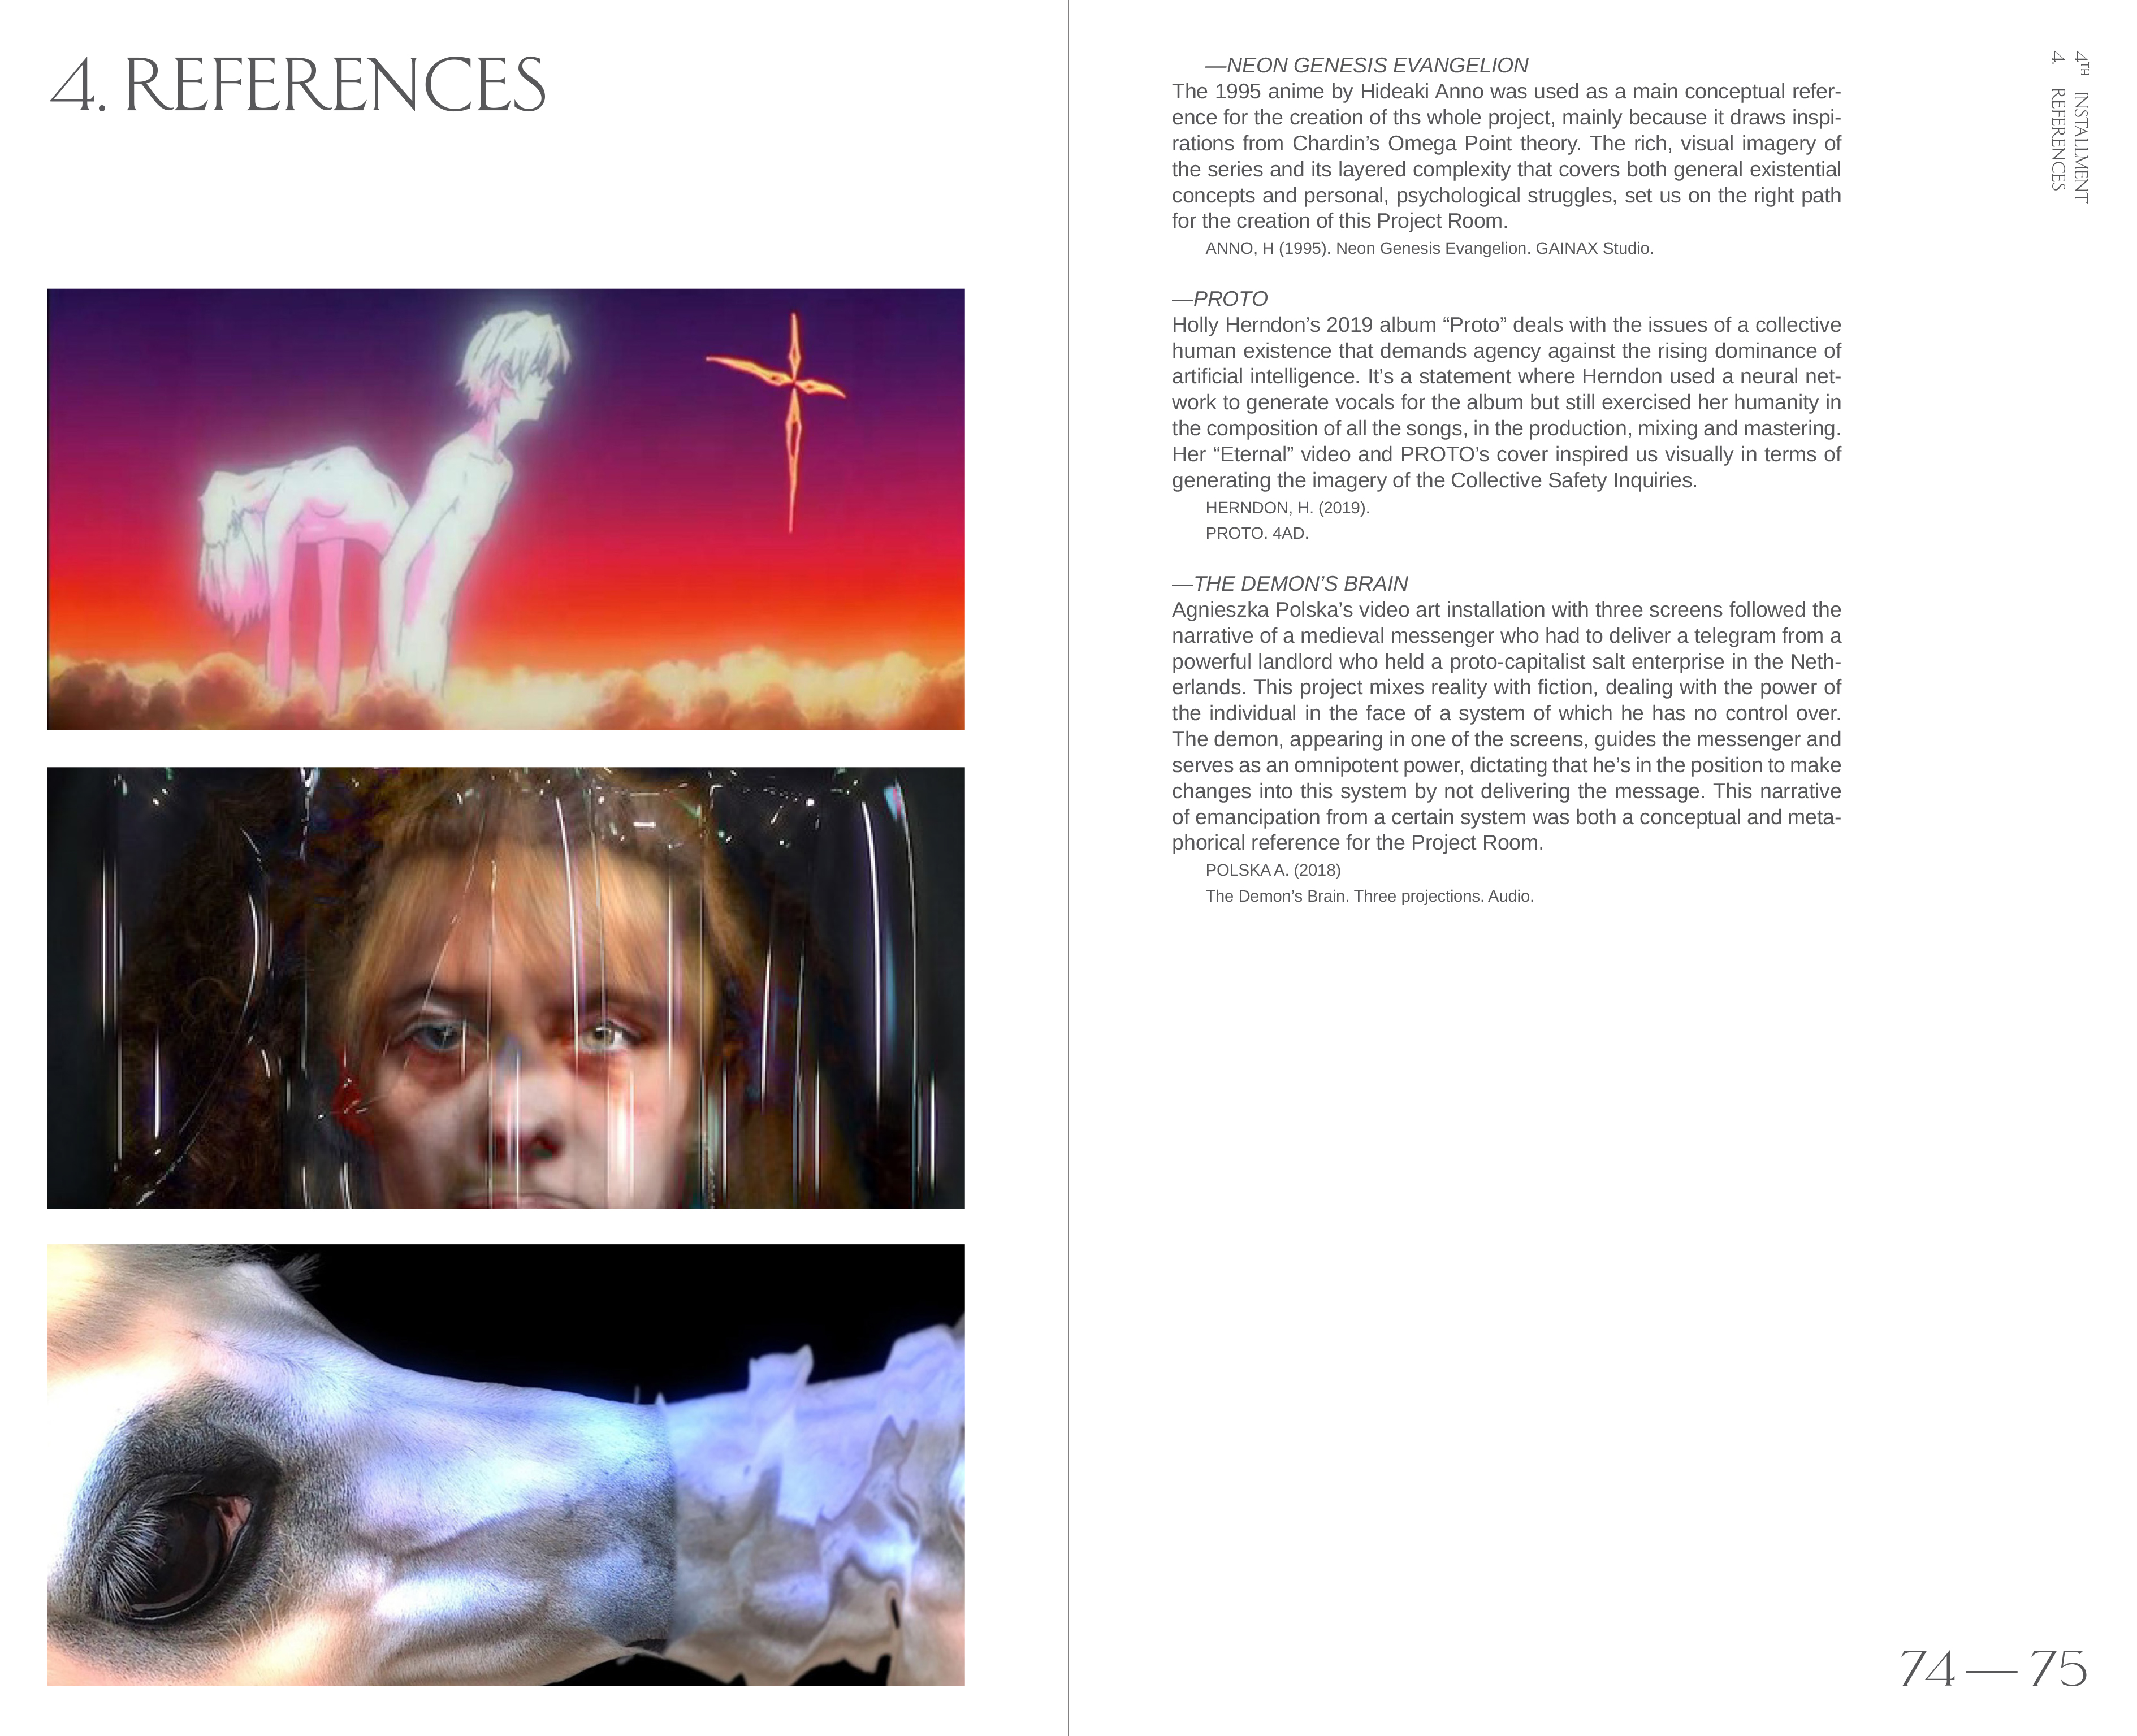 4. REFERENCES
—NEON GENESIS EVANGELION
The 1995 anime by Hideaki Anno was used as a main conceptual refer-
ence for the creation of ths whole project, mainly because it draws inspi-
rations from Chardin’s Omega Point theory. The rich, visual imagery of
the series and its layered complexity that covers both general existential
concepts and personal, psychological struggles, set us on the right path
for the creation of this Project Room.
ANNO, H (1995). Neon Genesis Evangelion. GAINAX Studio.
—PROTO
Holly Herndon’s 2019 album “Proto” deals with the issues of a collective
human existence that demands agency against the rising dominance of
artificial intelligence. It’s a statement where Herndon used a neural net-
work to generate vocals for the album but still exercised her humanity in
the composition of all the songs, in the production, mixing and mastering.
Her “Eternal” video and PROTO’s cover inspired us visually in terms of
generating the imagery of the Collective Safety Inquiries.
HERNDON, H. (2019).
PROTO. 4AD.
—THE DEMON’S BRAIN
Agnieszka Polska’s video art installation with three screens followed the
narrative of a medieval messenger who had to deliver a telegram from a
powerful landlord who held a proto-capitalist salt enterprise in the Neth-
erlands. This project mixes reality with fiction, dealing with the power of
the individual in the face of a system of which he has no control over.
The demon, appearing in one of the screens, guides the messenger and
serves as an omnipotent power, dictating that he’s in the position to make
changes into this system by not delivering the message. This narrative
of emancipation from a certain system was both a conceptual and meta-
phorical reference for the Project Room.
POLSKA A. (2018)
The Demon’s Brain. Three projections. Audio.
4TH INSTALLMENT
4. REFERENCES
74 — 75